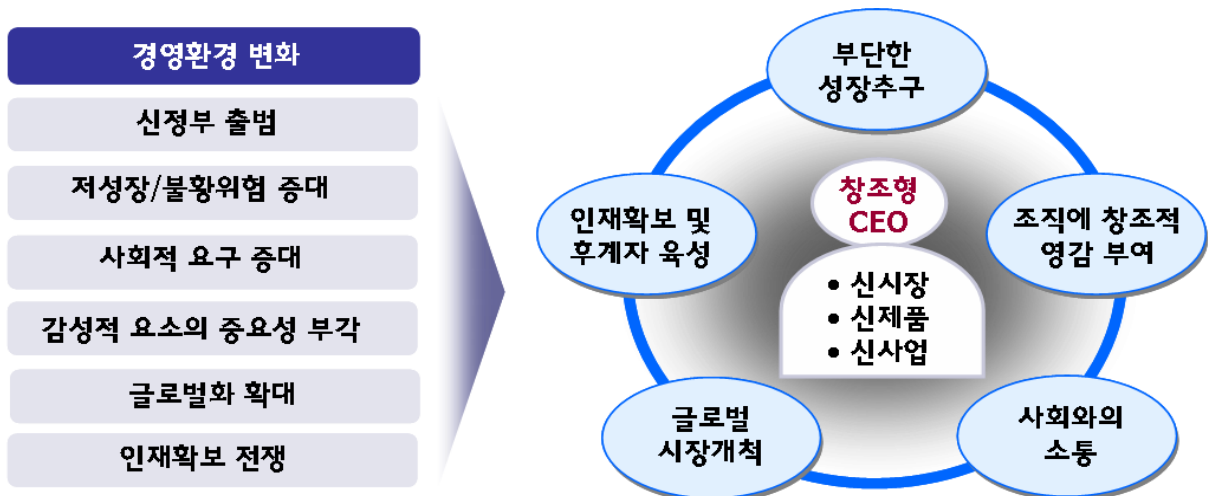 경영환경 변화
신정부 출범
저성장/불황위험 증대
사회적 요구 증대
감성적 요소의 중요성 부각
글로벌화 확대
인재확보 전쟁
부단한
성장추구
창조형
CEO
• 신시장
• 신제품
• 신사업
인재확보 및
후계자 육성
조직에 창조적
영감 부여
글로벌
시장개척
사회와의
소통